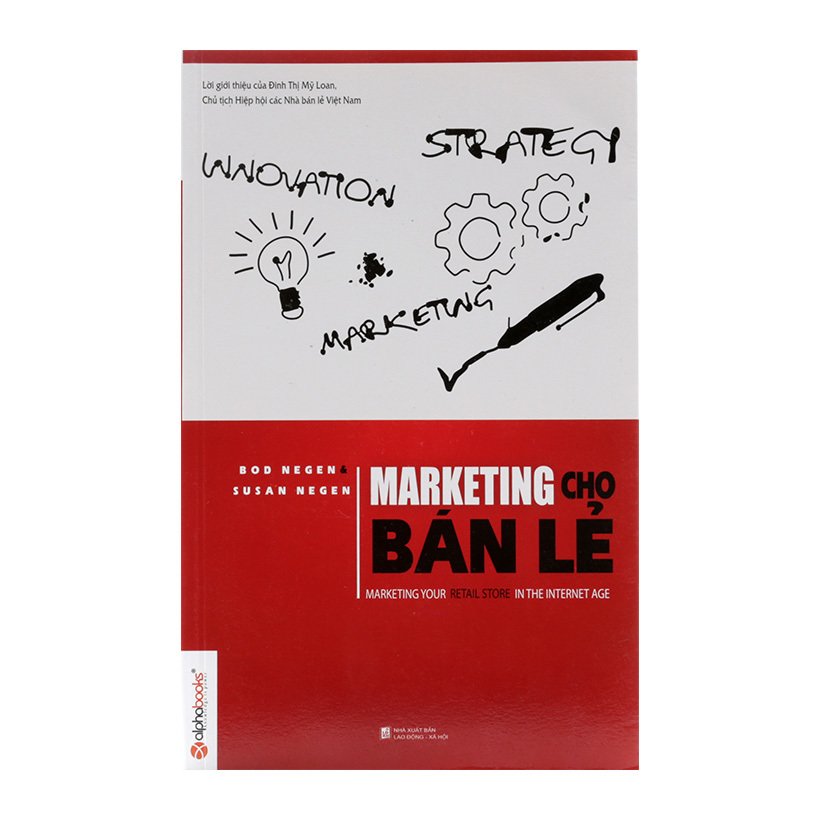 Lời giới thiệu của Đinh Thị Mỹ Loan,
Chủ tịch Hiệp hội các Nhà bán lẻ Việt Nam
STRATEGY
INNOVATION
MARKETING
BOD NEGEN &
SUSAN NEGEN
MARKETING CHO
BÁN LẺ
MARKETING YOUR RETAIL STORE IN THE INTERNET AGE
alphabooks®
NHÀ XUẤT BẢN
LAO ĐỘNG - XÃ HỘI